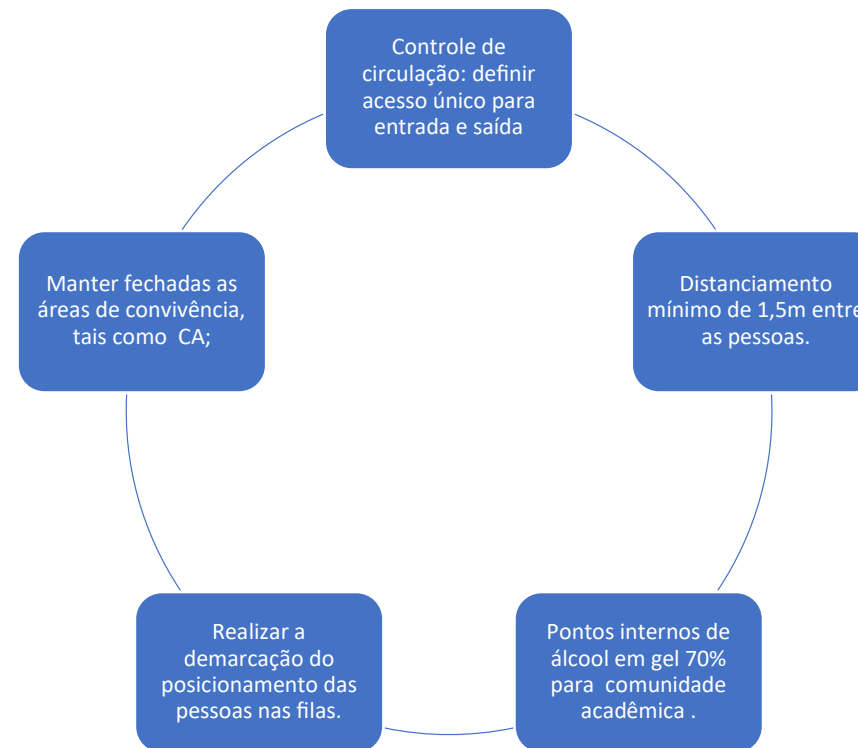 Controle de
circulação: definir
acesso único para
entrada e saída
Distanciamento
mínimo de 1,5m entre
as pessoas.
Pontos internos de
álcool em gel 70%
para comunidade
acadêmica .
Realizar a
demarcação do
posicionamento das
pessoas nas filas.
Manter fechadas as
áreas de convivência,
tais como CA;